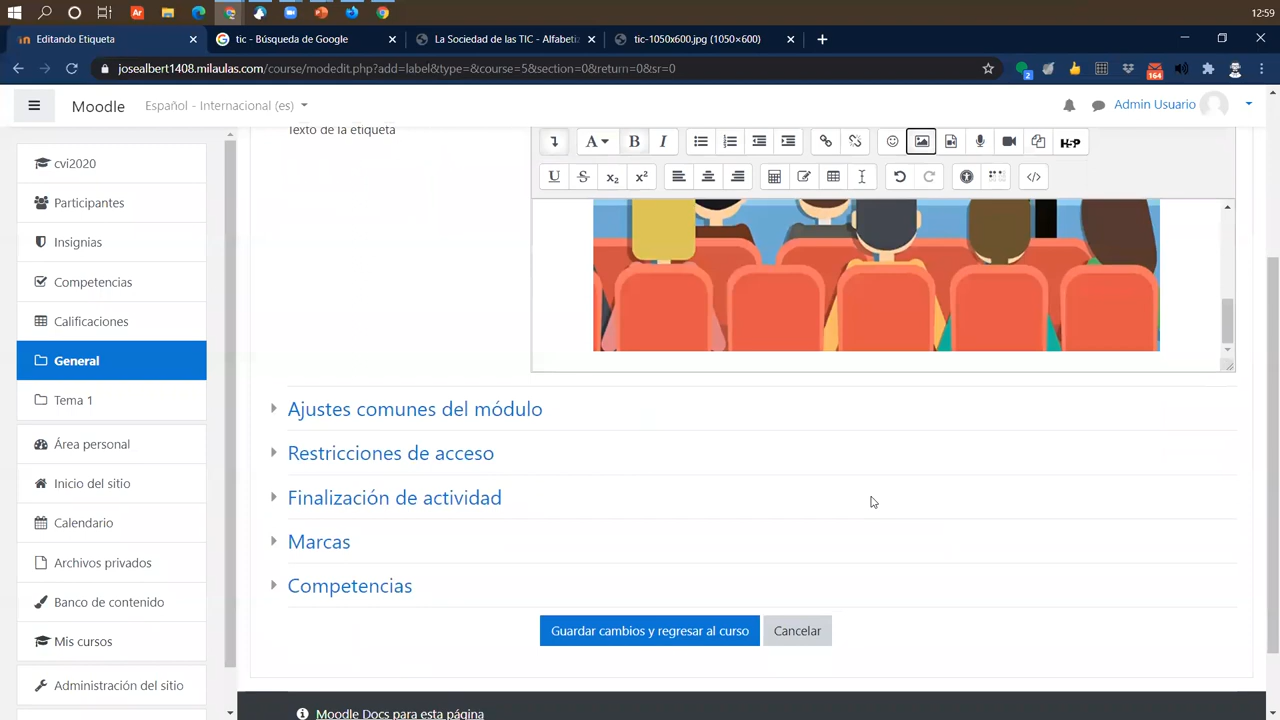 12:59
Editando Etiqueta
tic - Búsqueda de Google
La Sociedad de las TIC - Alfabeti
tic-1050x600.jpg (1050×600)
josealbert1408.milaulas.com/course/modedit.php?add=label&type=&course=5&section=0&return=0&sr=0
2
164
Moodle
Español - Internacional (es)
Admin Usuario
cvi2020
Participantes
Insignias
Competencias
Calificaciones
General
Tema 1
Área personal
Inicio del sitio
Calendario
Archivos privados
Banco de contenido
Mis cursos
Administración del sitio
Texto de la etiqueta
A B I H-P
U S x2 x2 </>
Ajustes comunes del módulo
Restricciones de acceso
Finalización de actividad
Marcas
Competencias
Guardar cambios y regresar al curso
Cancelar
Moodle Docs para esta página